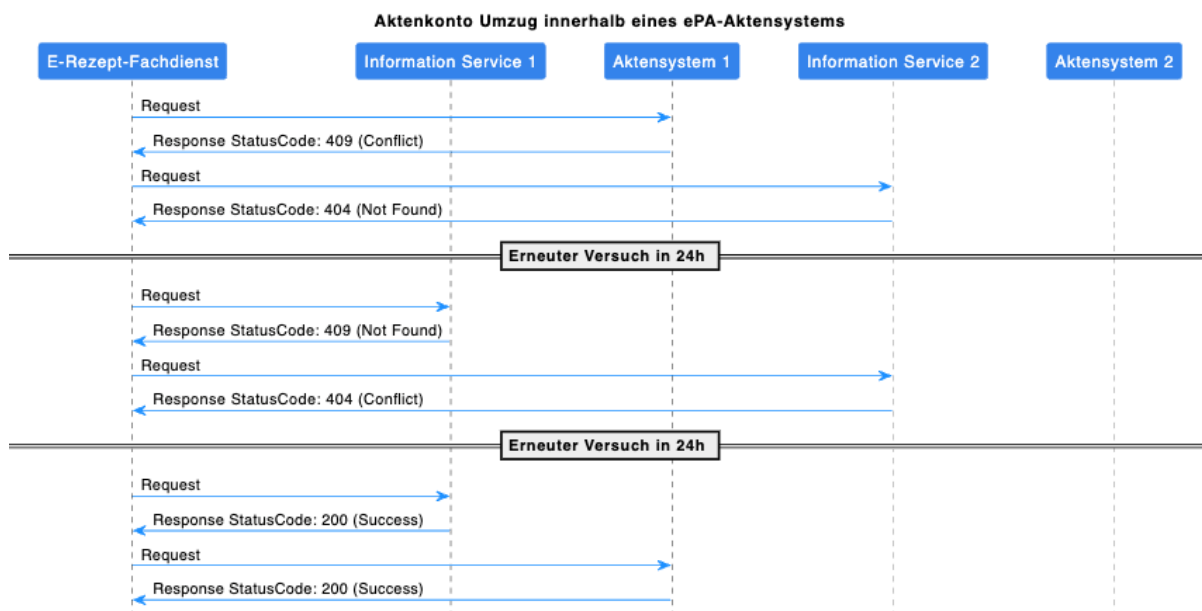 Aktenkonto Umzug innerhalb eines ePA-Aktensystems
E-Rezept-Fachdienst
Information Service 1
Aktensystem 1
Information Service 2
Aktensystem 2
Request
Response StatusCode: 409 (Conflict)
Request
Response StatusCode: 404 (Not Found)
Erneuter Versuch in 24h
Request
Response StatusCode: 409 (Not Found)
Request
Response StatusCode: 404 (Conflict)
Erneuter Versuch in 24h
Request
Response StatusCode: 200 (Success)
Request
Response StatusCode: 200 (Success)